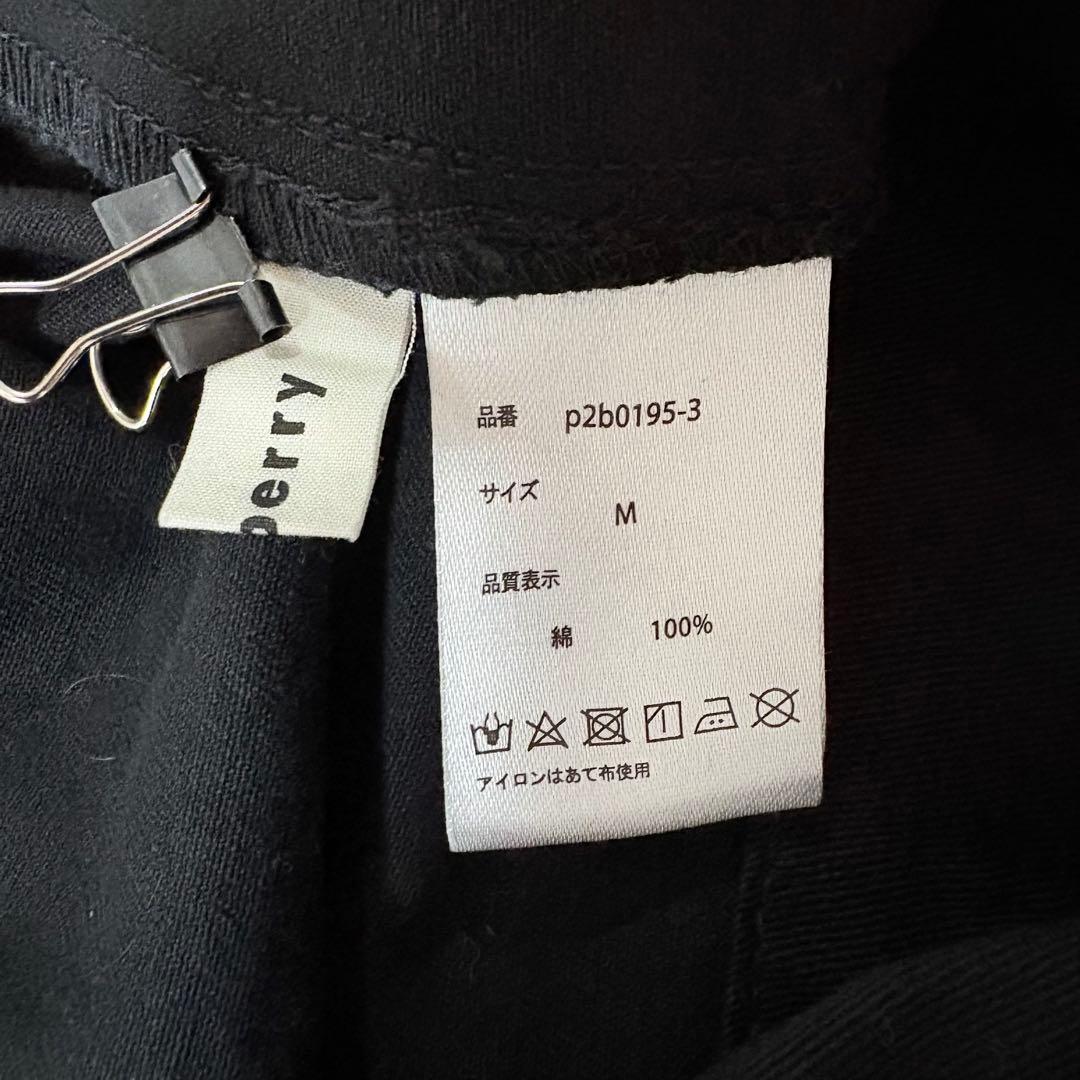 perry
品番 p2b0195-3
サイズ
M
品質表示
綿 100%
アイロンはあて布使用